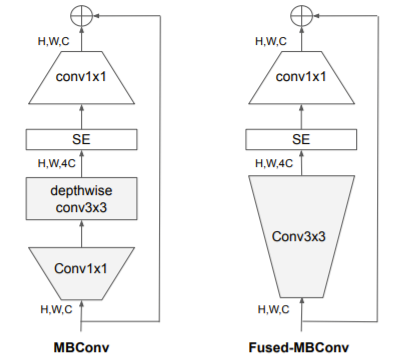 H,W,C
conv1x1
SE
H,W,4C
depthwise
conv3x3
Conv1x1
H,W,C
MBConv
H,W,C
conv1x1
SE
H,W,4C
Conv3x3
H,W,C
Fused-MBConv